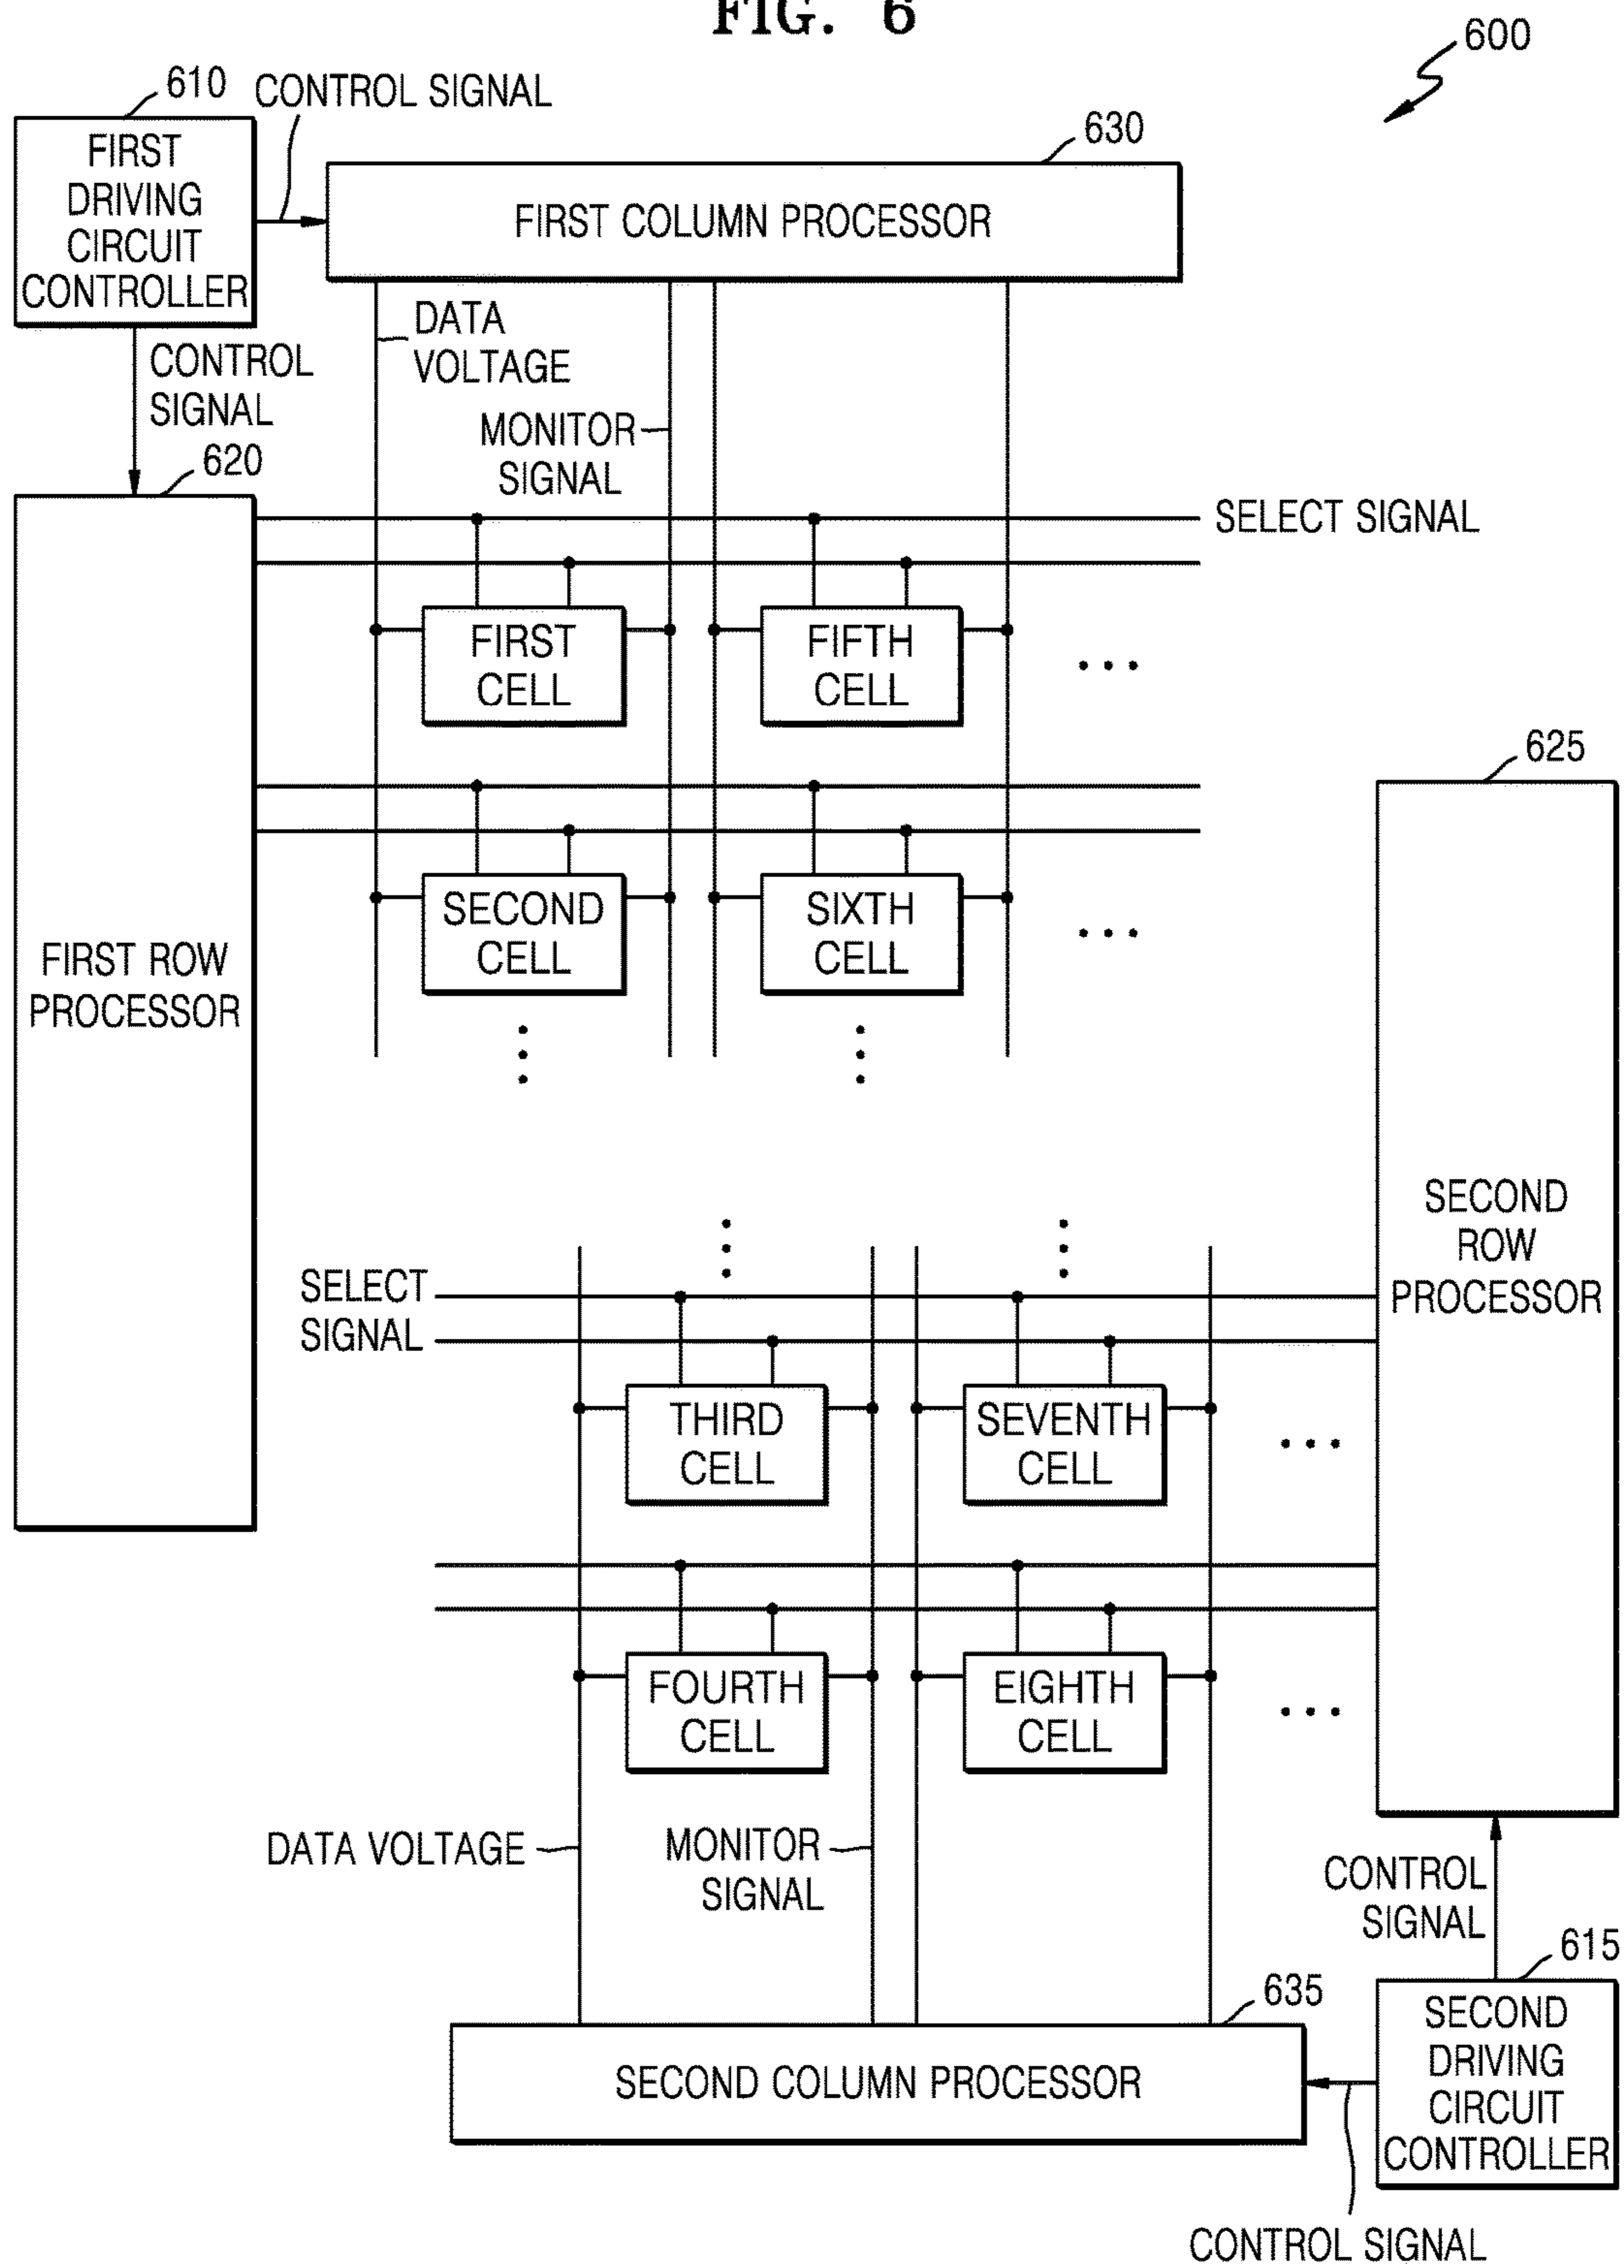 FIG. 6
600
610
CONTROL SIGNAL
630
FIRST
DRIVING
CIRCUIT
CONTROLLER
FIRST COLUMN PROCESSOR
DATA
VOLTAGE
CONTROL
SIGNAL
MONITOR
SIGNAL
620
SELECT SIGNAL
FIRST
CELL
FIFTH
CELL
...
625
SECOND
CELL
SIXTH
CELL
...
FIRST ROW
PROCESSOR
SECOND
ROW
PROCESSOR
SELECT
SIGNAL
THIRD
CELL
SEVENTH
CELL
...
FOURTH
CELL
EIGHTH
CELL
...
DATA VOLTAGE
MONITOR
SIGNAL
CONTROL
SIGNAL
615
635
SECOND COLUMN PROCESSOR
SECOND
DRIVING
CIRCUIT
CONTROLLER
CONTROL SIGNAL